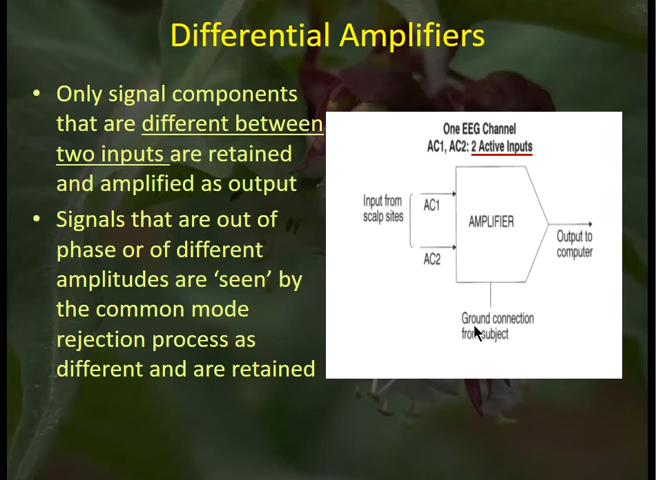 Differential Amplifiers
• Only signal components
that are different between
two inputs are retained
and amplified as output
• Signals that are out of
phase or of different
amplitudes are ‘seen’ by
the common mode
rejection process as
different and are retained
One EEG Channel
AC1, AC2: 2 Active Inputs
Input from
scalp sites
AC1
AC2
AMPLIFIER
Output to
computer
Ground connection
from subject